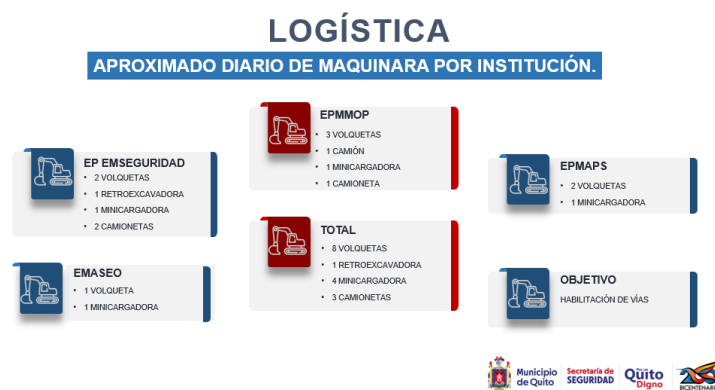 LOGÍSTICA
APROXIMADO DIARIO DE MAQUINARA POR INSTITUCIÓN.
EP EMSEGURIDAD
• 2 VOLQUETAS
• 1 RETROEXCAVADORA
• 1 MINICARGADORA
• 2 CAMIONETAS
EMASEO
• 1 VOLQUETA
• 1 MINICARGADORA
EPMMOP
• 3 VOLQUETAS
• 1 CAMIÓN
• 1 MINICARGADORA
• 1 CAMIONETA
TOTAL
• 8 VOLQUETAS
• 1 RETROEXCAVADORA
• 4 MINICARGADORA
• 3 CAMIONETAS
EPMAPS
• 2 VOLQUETAS
• 1 MINICARGADORA
OBJETIVO
HABILITACIÓN DE VÍAS
Municipio
de Quito
Secretaría de
SEGURIDAD
Quito
Digno
BICENTENARI